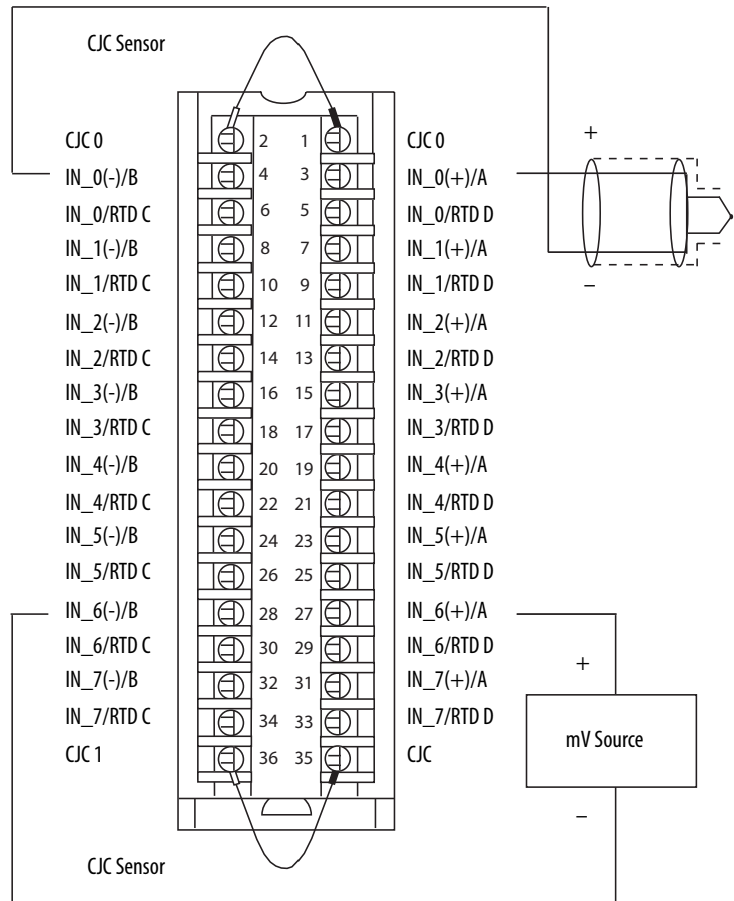 CJC Sensor
CJC 0 2 1 CJC 0
+
IN_0(-)/B 4 3 IN_0(+)/A
IN_0/RTD C 6 5 IN_0/RTD D
IN_1(-)/B 8 7 IN_1(+)/A
IN_1/RTD C 10 9 IN_1/RTD D
–
IN_2(-)/B 12 11 IN_2(+)/A
IN_2/RTD C 14 13 IN_2/RTD D
IN_3(-)/B 16 15 IN_3(+)/A
IN_3/RTD C 18 17 IN_3/RTD D
IN_4(-)/B 20 19 IN_4(+)/A
IN_4/RTD C 22 21 IN_4/RTD D
IN_5(-)/B 24 23 IN_5(+)/A
IN_5/RTD C 26 25 IN_5/RTD D
IN_6(-)/B 28 27 IN_6(+)/A
IN_6/RTD C 30 29 IN_6/RTD D
+
IN_7(-)/B 32 31 IN_7(+)/A
IN_7/RTD C 34 33 IN_7/RTD D
mV Source
CJC 1 36 35 CJC
–
CJC Sensor